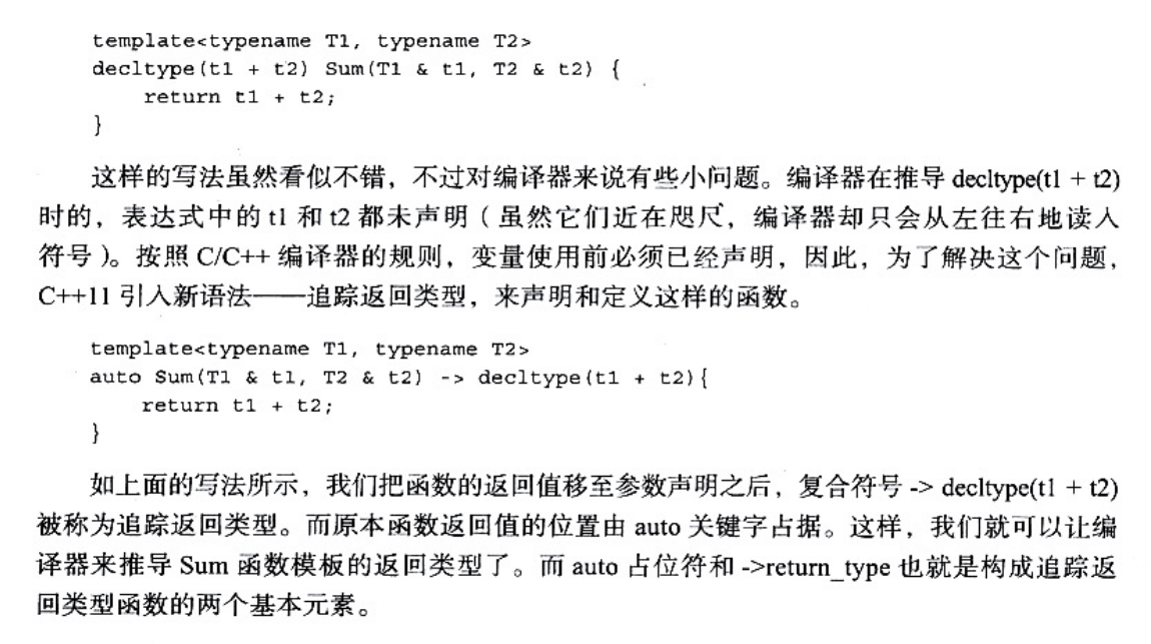 template<typename T1, typename T2>
decltype(t1 + t2) Sum(T1 & t1, T2 & t2) {
    return t1 + t2;
}
这样的写法虽然看似不错，不过对编译器来说有些小问题。编译器在推导 decltype(t1 + t2)
时的，表达式中的 t1 和 t2 都未声明（虽然它们近在咫尺，编译器却只会从左往右地读入
符号）。按照 C/C++ 编译器的规则，变量使用前必须已经声明，因此，为了解决这个问题，
C++11 引入新语法——追踪返回类型，来声明和定义这样的函数。
template<typename T1, typename T2>
auto Sum(T1 & t1, T2 & t2) -> decltype(t1 + t2){
    return t1 + t2;
}
如上面的写法所示，我们把函数的返回值移至参数声明之后，复合符号 -> decltype(t1 + t2)
被称为追踪返回类型。而原本函数返回值的位置由 auto 关键字占据。这样，我们就可以让编
译器来推导 Sum 函数模板的返回类型了。而 auto 占位符和 ->return_type 也就是构成追踪返
回类型函数的两个基本元素。